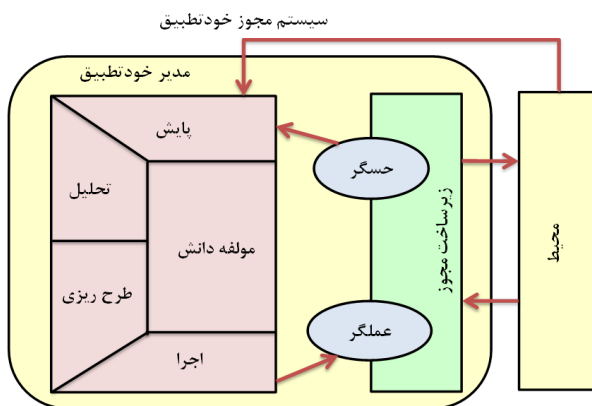 سیستم مجوز خودتطبیق
مدیر خودتطبیق
پایش
حسگر
تحلیل
مولفه دانش
زیرساخت مجوز
محیط
طرح ریزی
عملگر
اجرا